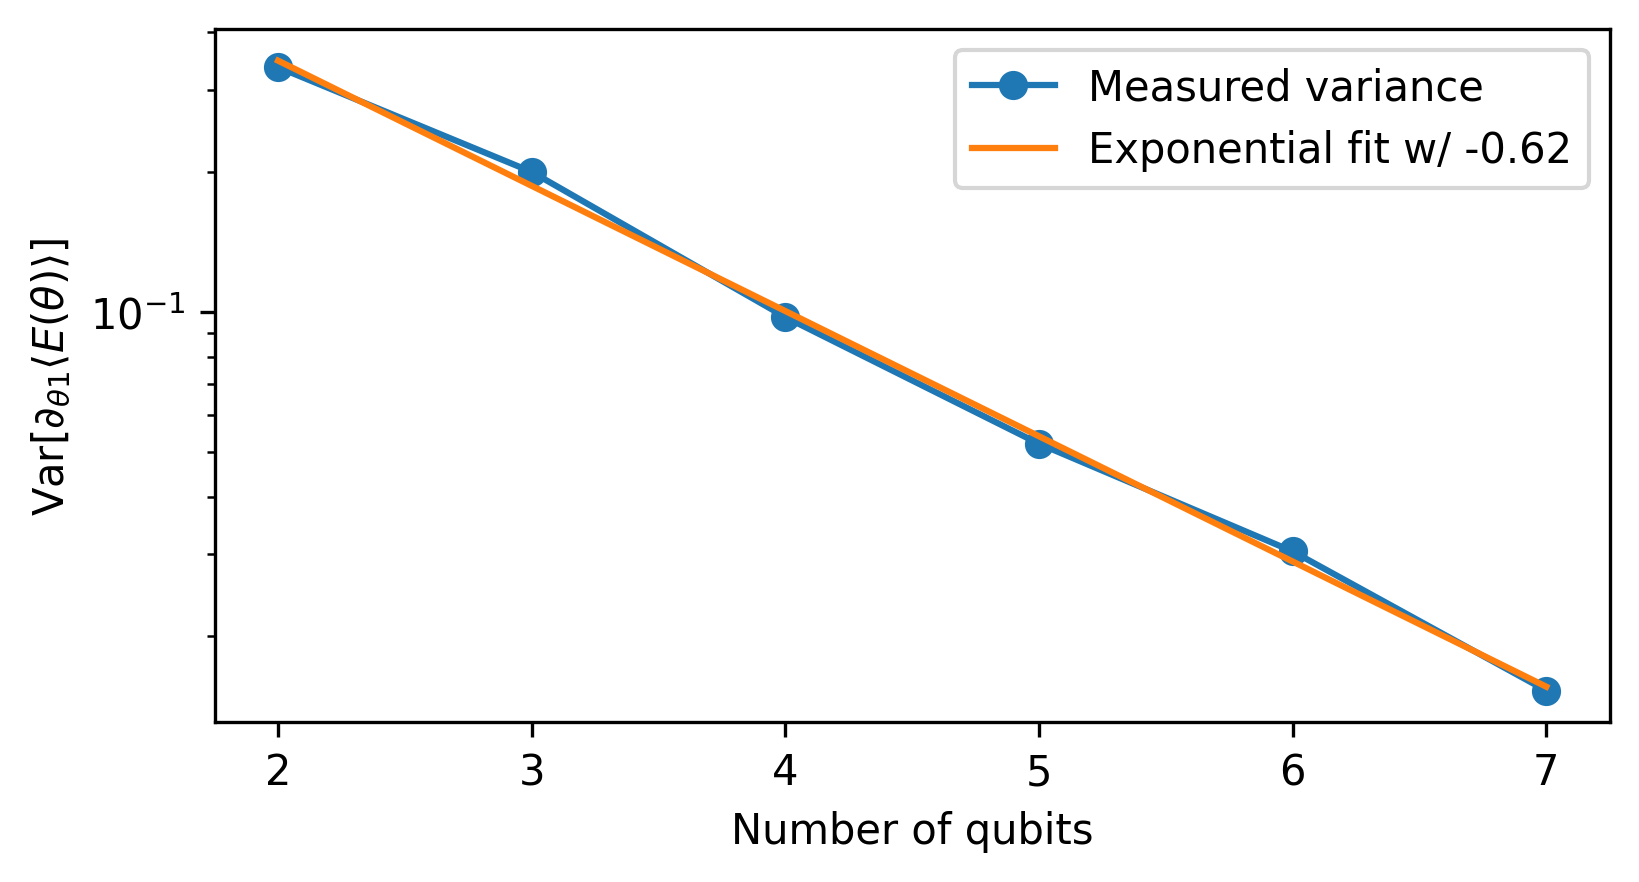 Measured variance
Exponential fit w/ -0.62
Var[∂θ1⟨E(θ)⟩]
10⁻¹
2 3 4 5 6 7
Number of qubits